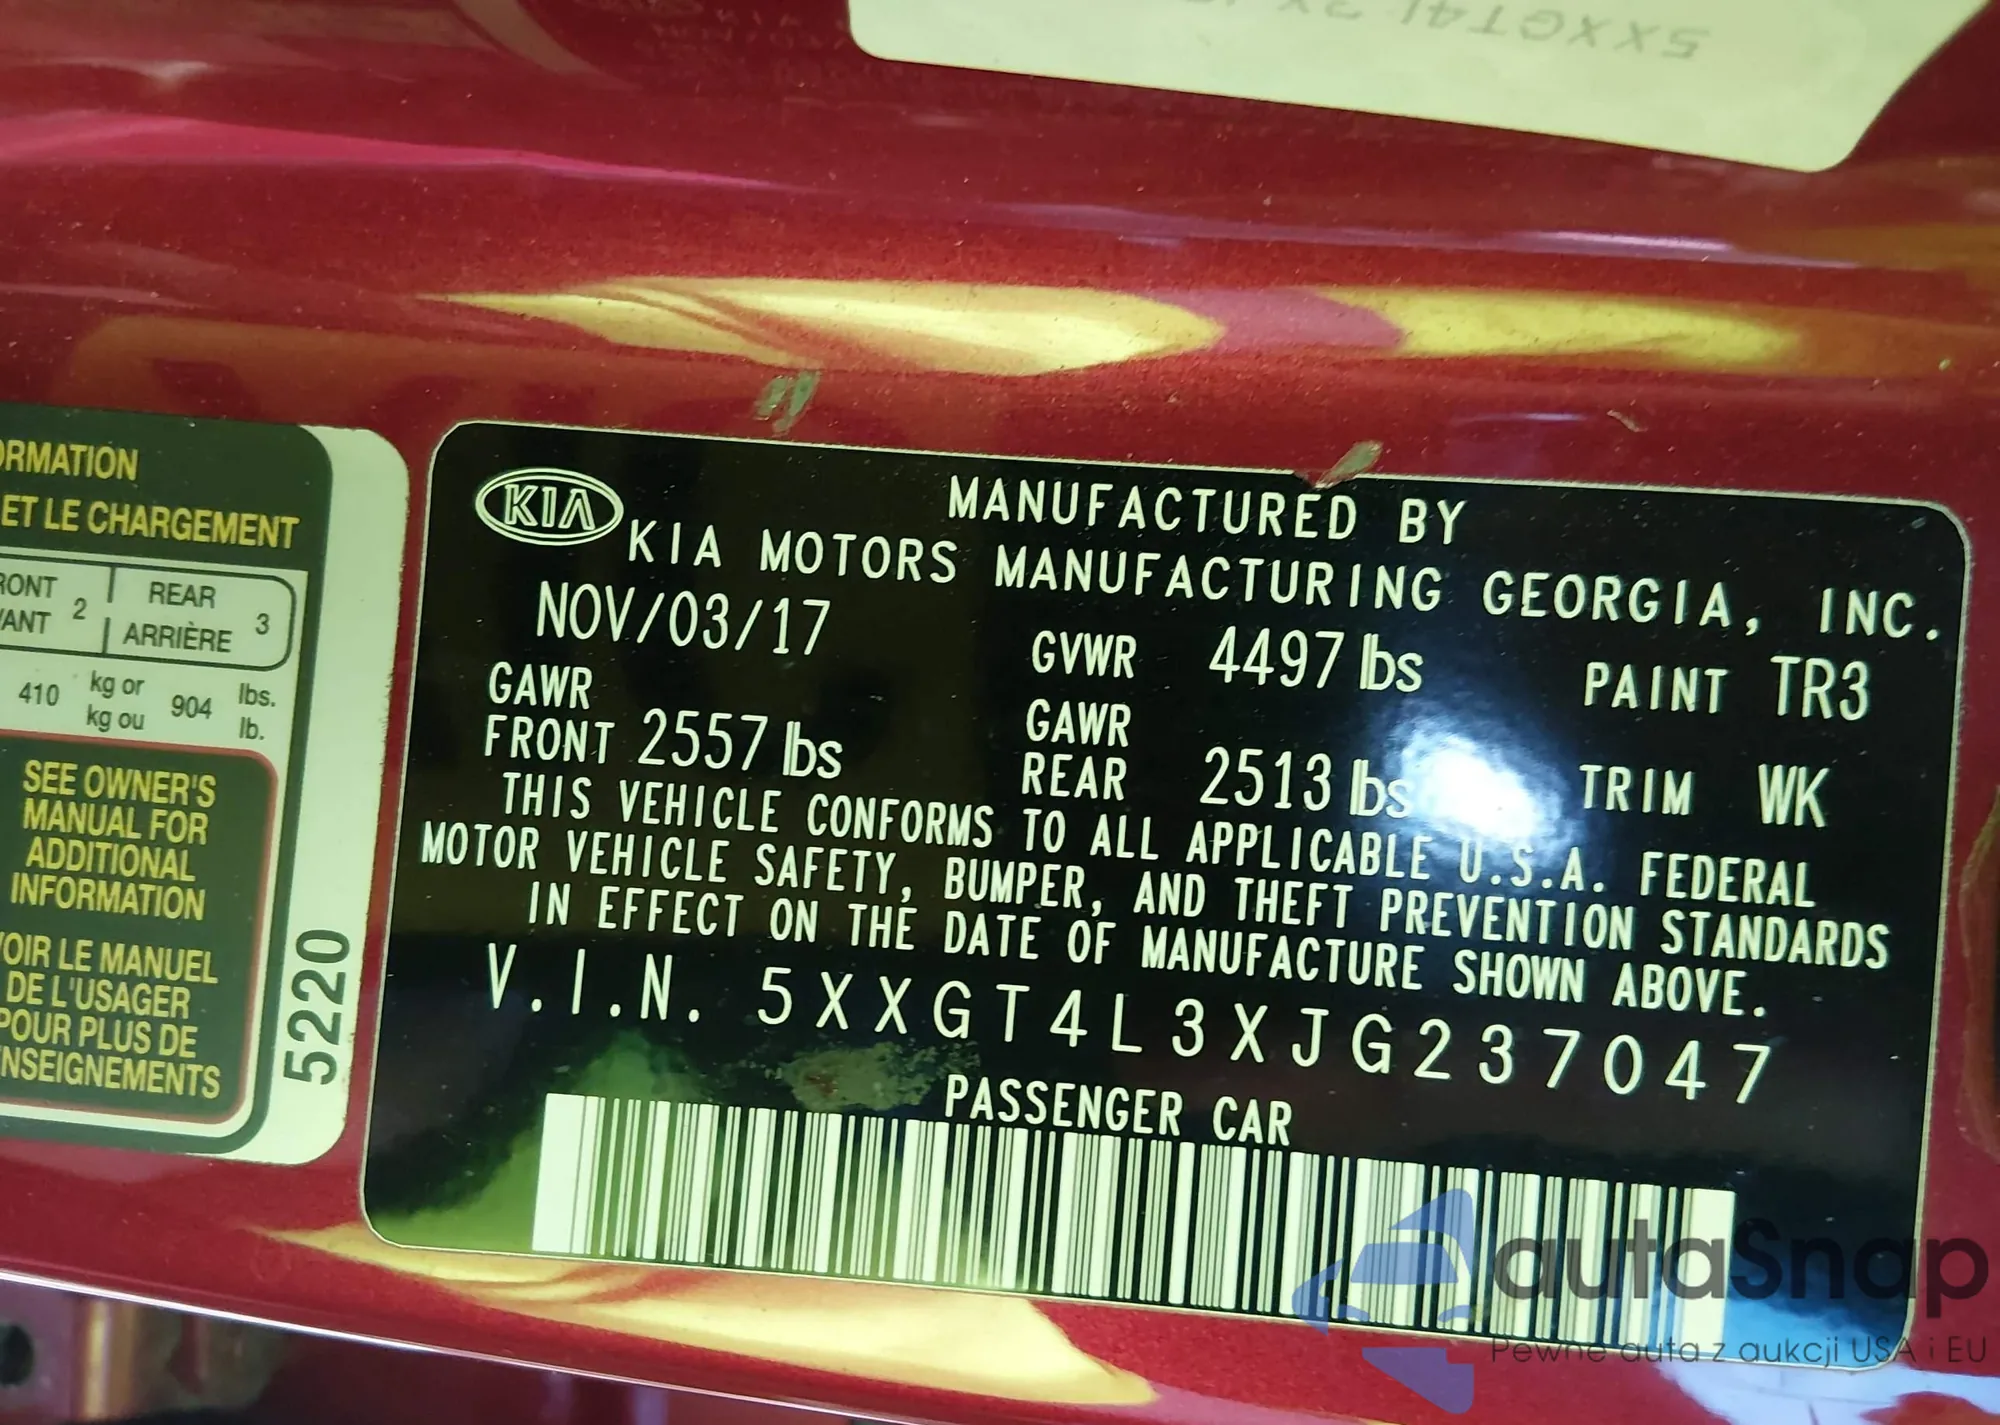 5XXGT4L
ORMATION
ET LE CHARGEMENT
RONT 2 REAR 3
VANT ARRIÈRE
410 kg or 904 lbs.
kg ou lb.
SEE OWNER'S
MANUAL FOR
ADDITIONAL
INFORMATION
OIR LE MANUEL
DE L'USAGER
POUR PLUS DE
NSEIGNEMENTS
5220
KIA
MANUFACTURED BY
KIA MOTORS MANUFACTURING GEORGIA, INC.
NOV/03/17 GVWR 4497 lbs PAINT TR3
GAWR GAWR
FRONT 2557 lbs REAR 2513 lbs TRIM WK
THIS VEHICLE CONFORMS TO ALL APPLICABLE U.S.A. FEDERAL
MOTOR VEHICLE SAFETY, BUMPER, AND THEFT PREVENTION STANDARDS
IN EFFECT ON THE DATE OF MANUFACTURE SHOWN ABOVE.
V.I.N. 5XXGT4L3XJG237047
PASSENGER CAR
autaSnap
Pewne auta z aukcji USA i EU